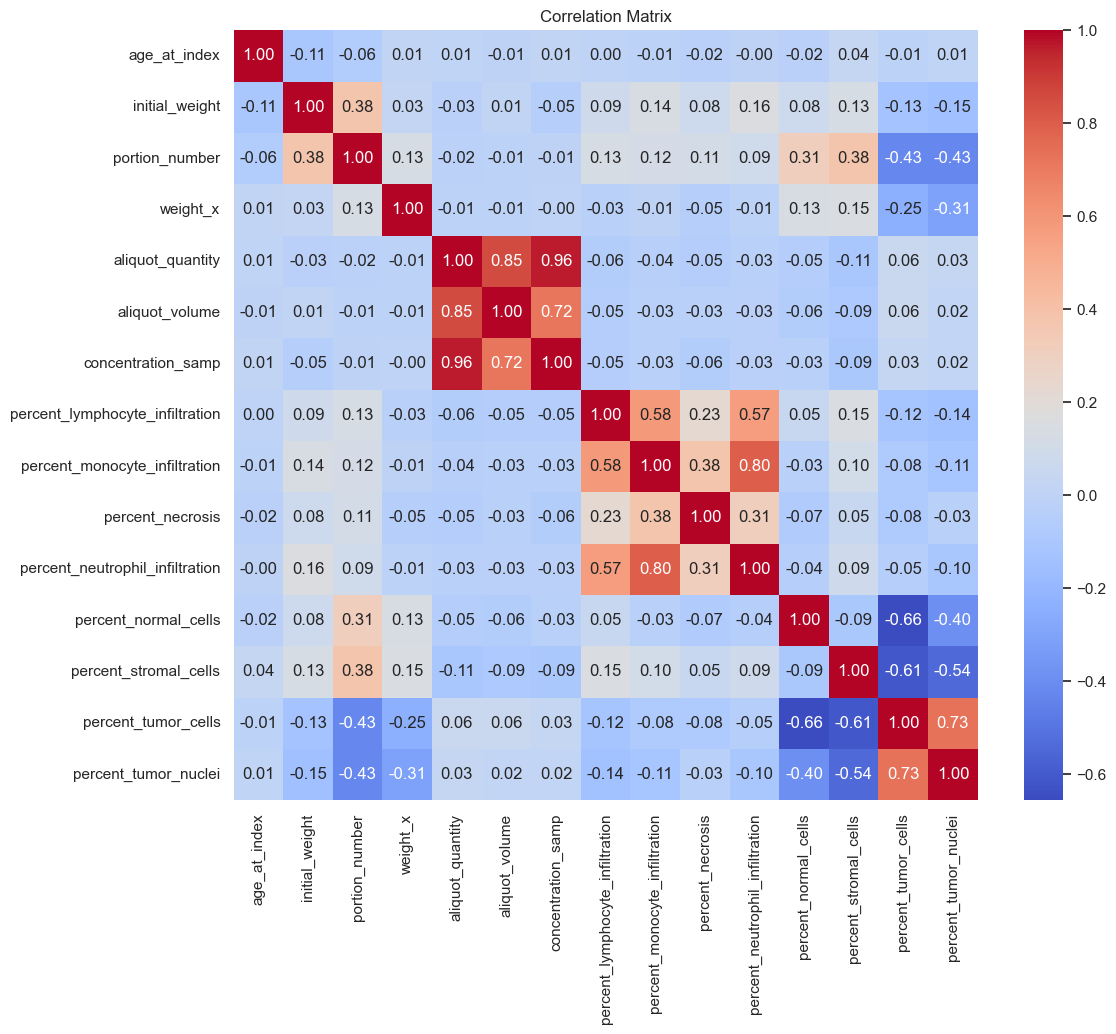 Correlation Matrix
age_at_index 1.00 -0.11 -0.06 0.01 0.01 -0.01 0.01 0.00 -0.01 -0.02 -0.00 -0.02 0.04 -0.01 0.01
initial_weight -0.11 1.00 0.38 0.03 -0.03 0.01 -0.05 0.09 0.14 0.08 0.16 0.08 0.13 -0.13 -0.15
portion_number -0.06 0.38 1.00 0.13 -0.02 -0.01 -0.01 0.13 0.12 0.11 0.09 0.31 0.38 -0.43 -0.43
weight_x 0.01 0.03 0.13 1.00 -0.01 -0.01 -0.00 -0.03 -0.01 -0.05 -0.01 0.13 0.15 -0.25 -0.31
aliquot_quantity 0.01 -0.03 -0.02 -0.01 1.00 0.85 0.96 -0.06 -0.04 -0.05 -0.03 -0.05 -0.11 0.06 0.03
aliquot_volume -0.01 0.01 -0.01 -0.01 0.85 1.00 0.72 -0.05 -0.03 -0.03 -0.03 -0.06 -0.09 0.06 0.02
concentration_samp 0.01 -0.05 -0.01 -0.00 0.96 0.72 1.00 -0.05 -0.03 -0.06 -0.03 -0.03 -0.09 0.03 0.02
percent_lymphocyte_infiltration 0.00 0.09 0.13 -0.03 -0.06 -0.05 -0.05 1.00 0.58 0.23 0.57 0.05 0.15 -0.12 -0.14
percent_monocyte_infiltration -0.01 0.14 0.12 -0.01 -0.04 -0.03 -0.03 0.58 1.00 0.38 0.80 -0.03 0.10 -0.08 -0.11
percent_necrosis -0.02 0.08 0.11 -0.05 -0.05 -0.03 -0.06 0.23 0.38 1.00 0.31 -0.07 0.05 -0.08 -0.03
percent_neutrophil_infiltration -0.00 0.16 0.09 -0.01 -0.03 -0.03 -0.03 0.57 0.80 0.31 1.00 -0.04 0.09 -0.05 -0.10
percent_normal_cells -0.02 0.08 0.31 0.13 -0.05 -0.06 -0.03 0.05 -0.03 -0.07 -0.04 1.00 -0.09 -0.66 -0.40
percent_stromal_cells 0.04 0.13 0.38 0.15 -0.11 -0.09 -0.09 0.15 0.10 0.05 0.09 -0.09 1.00 -0.61 -0.54
percent_tumor_cells -0.01 -0.13 -0.43 -0.25 0.06 0.06 0.03 -0.12 -0.08 -0.08 -0.05 -0.66 -0.61 1.00 0.73
percent_tumor_nuclei 0.01 -0.15 -0.43 -0.31 0.03 0.02 0.02 -0.14 -0.11 -0.03 -0.10 -0.40 -0.54 0.73 1.00
age_at_index
initial_weight
portion_number
weight_x
aliquot_quantity
aliquot_volume
concentration_samp
percent_lymphocyte_infiltration
percent_monocyte_infiltration
percent_necrosis
percent_neutrophil_infiltration
percent_normal_cells
percent_stromal_cells
percent_tumor_cells
percent_tumor_nuclei
1.0
0.8
0.6
0.4
0.2
0.0
−0.2
−0.4
−0.6